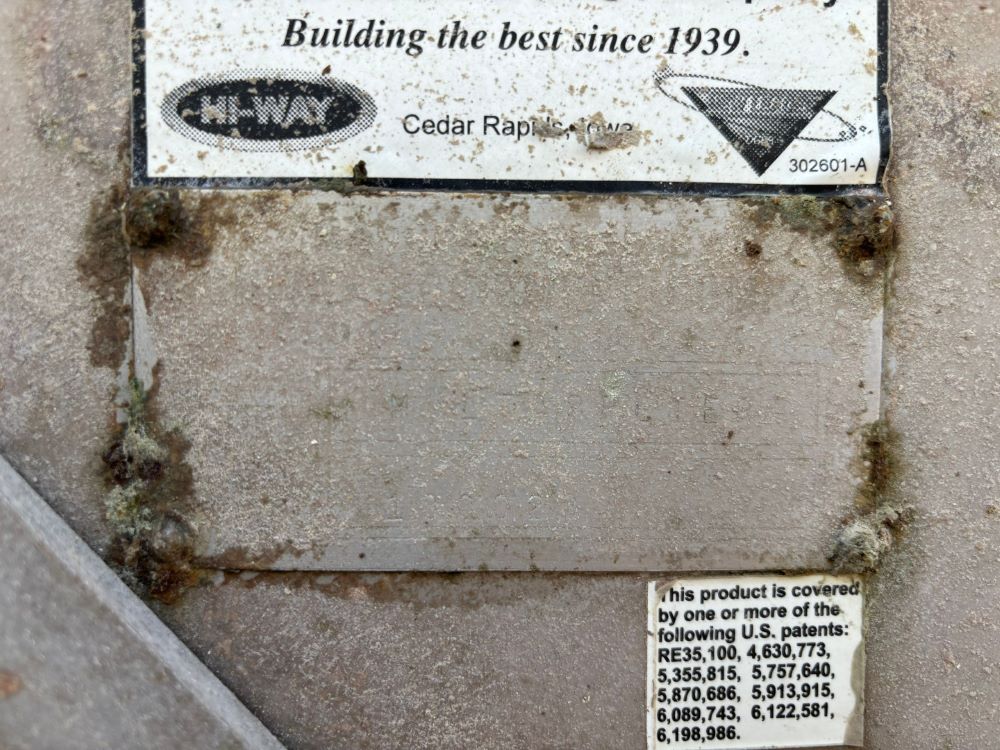 Building the best since 1939.
HI-WAY
Cedar Rapids, Iowa
302601-A
This product is covered
by one or more of the
following U.S. patents:
RE35,100, 4,630,773,
5,355,815, 5,757,640,
5,870,686, 5,913,915,
6,089,743, 6,122,581,
6,198,986.